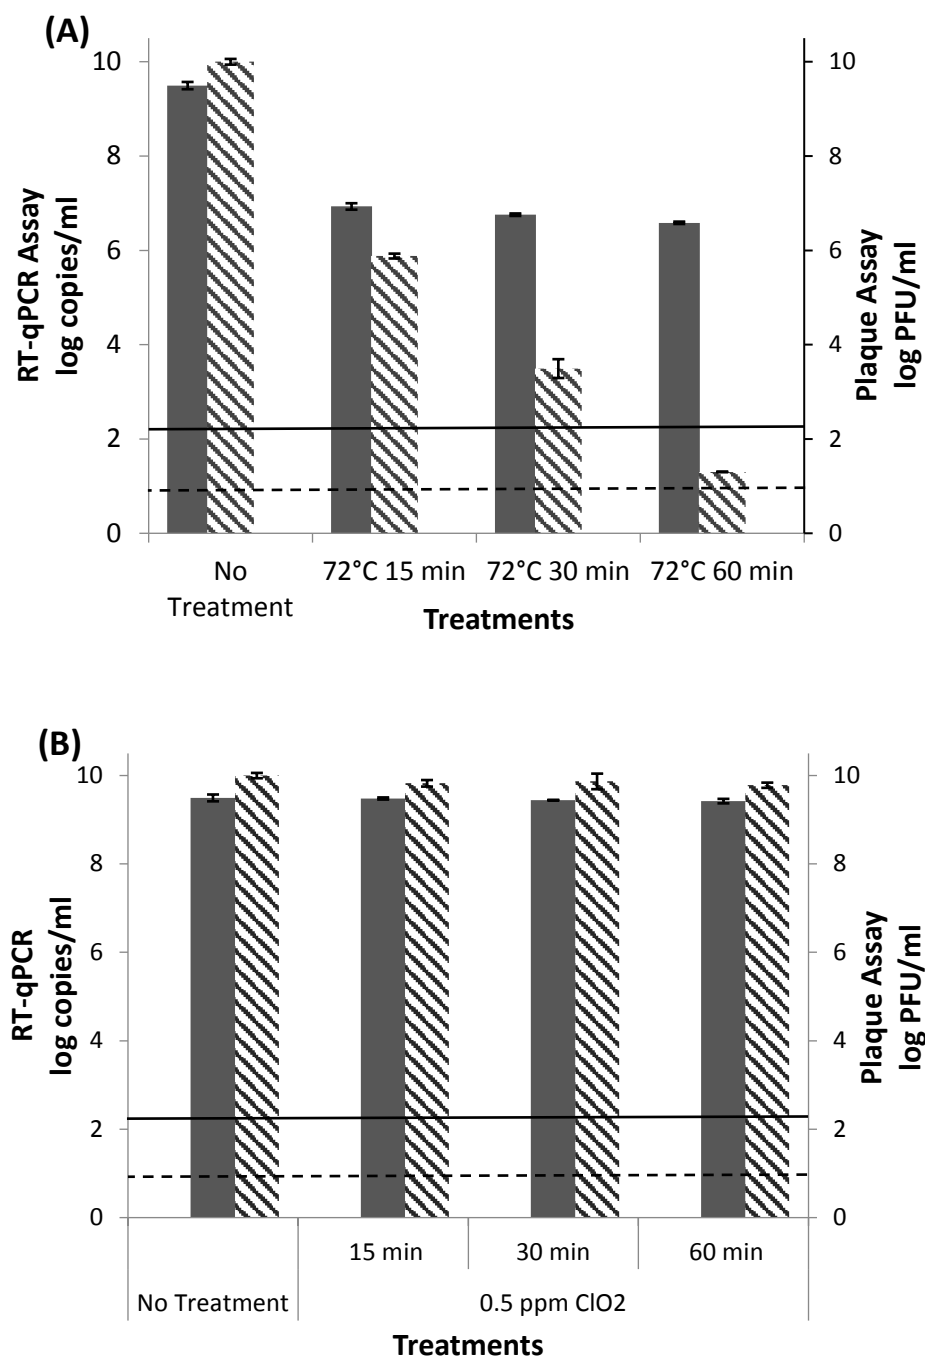 (A)
RT-qPCR Assay
log copies/ml
10
8
6
4
2
0
10
8
6
4
2
0
Plaque Assay
log PFU/ml
No
Treatment
72°C 15 min
72°C 30 min
72°C 60 min
Treatments
(B)
RT-qPCR
log copies/ml
10
8
6
4
2
0
10
8
6
4
2
0
Plaque Assay
log PFU/ml
15 min
30 min
60 min
No Treatment
0.5 ppm ClO2
Treatments